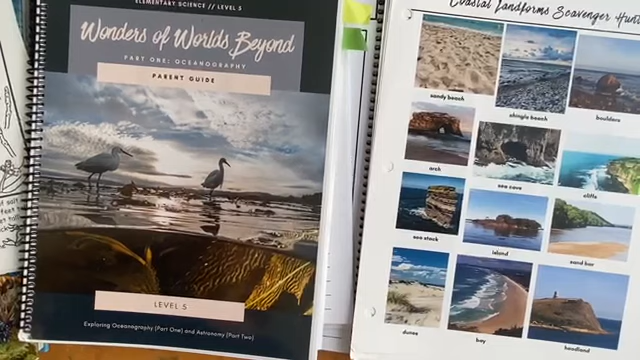 ELEMENTARY SCIENCE // LEVEL 5
Wonders of Worlds Beyond
PART ONE: OCEANOGRAPHY
PARENT GUIDE
LEVEL 5
Exploring Oceanography (Part One) and Astronomy (Part Two)
Coastal Landforms Scavenger Hunt
sandy beach
shingle beach
boulders
arch
sea cave
cliffs
sea stack
island
sand bar
dunes
bay
headland